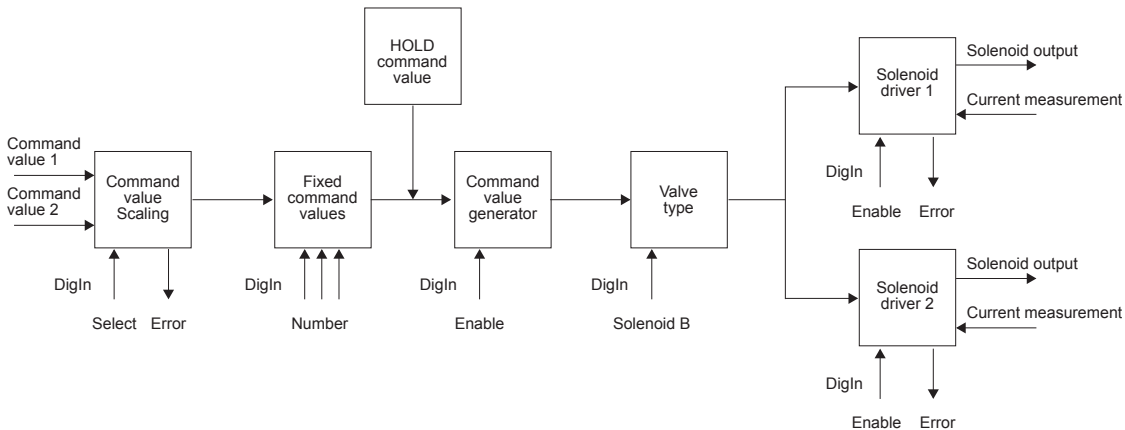 HOLD
command
value
Command
value 1
Command
value 2
Command
value
Scaling
DigIn
Select
Error
Fixed
command
values
DigIn
Number
Command
value
generator
DigIn
Enable
Valve
type
DigIn
Solenoid B
Solenoid
driver 1
Solenoid output
Current measurement
DigIn
Enable
Error
Solenoid
driver 2
Solenoid output
Current measurement
DigIn
Enable
Error